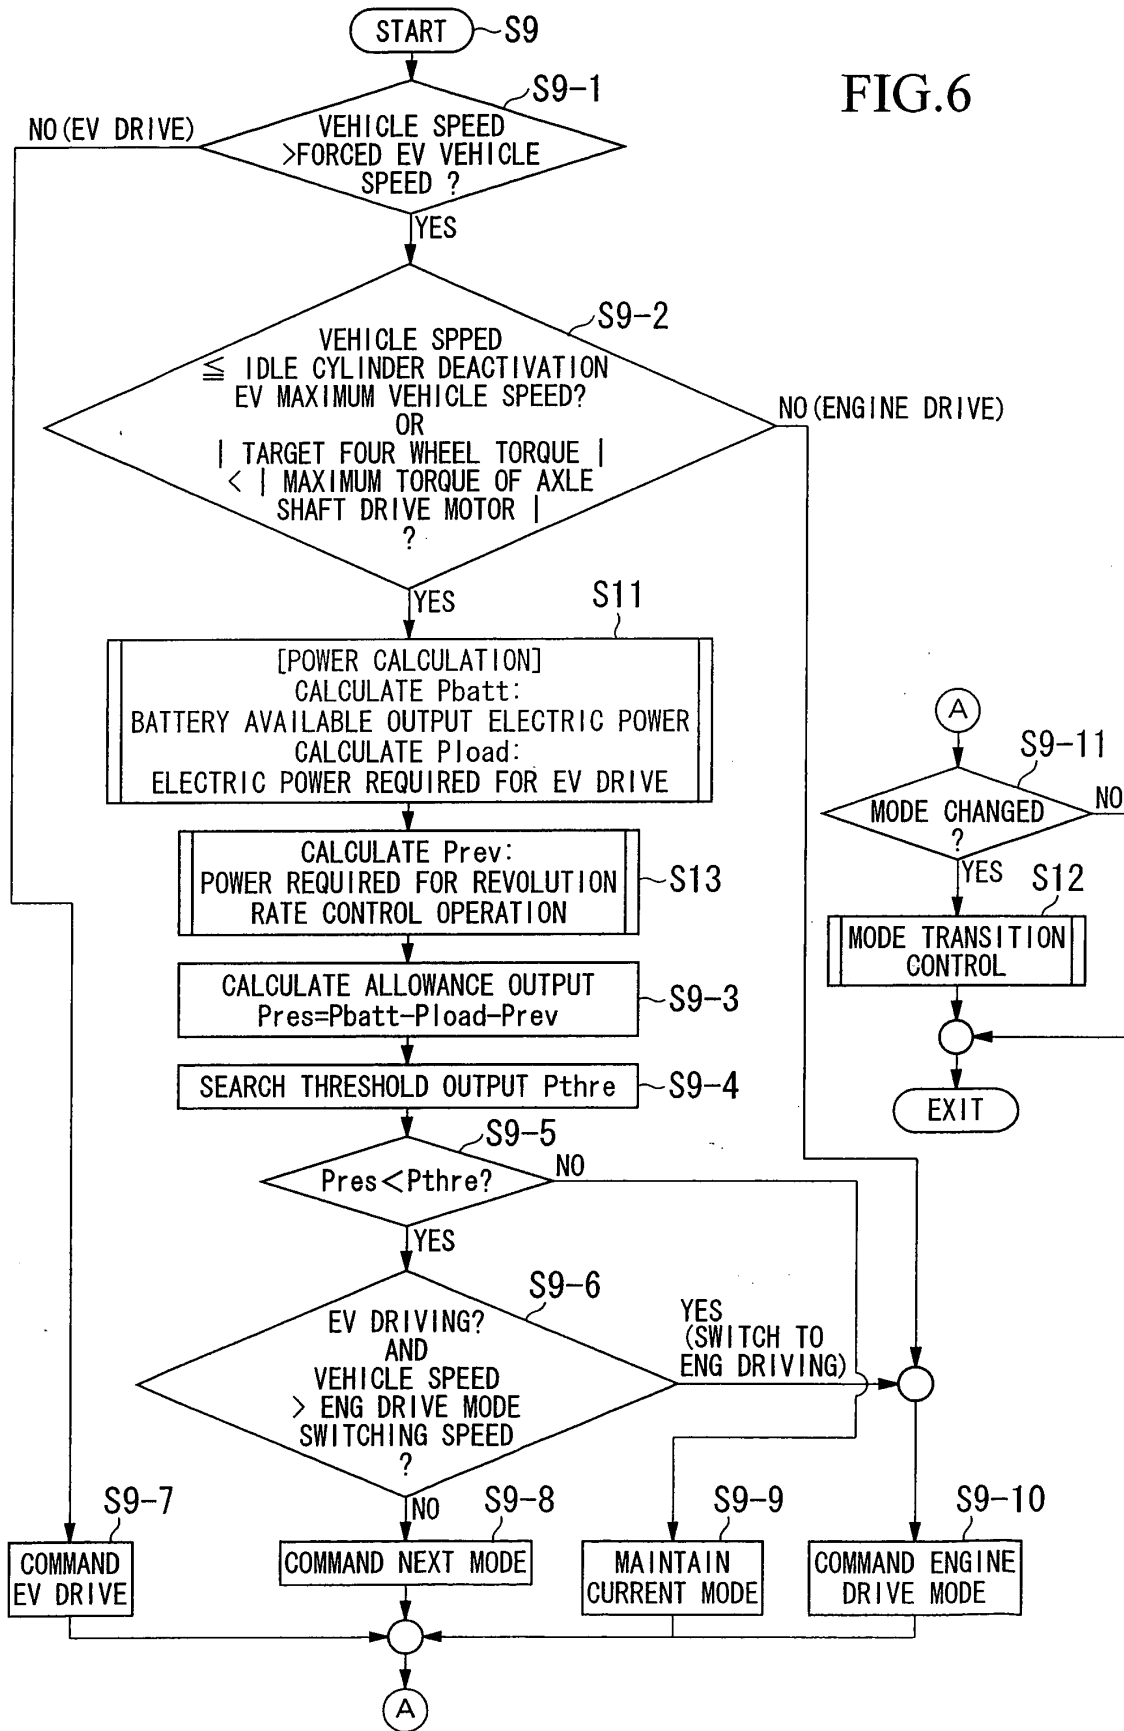 START
S9
FIG.6
S9-1
NO(EV DRIVE)
VEHICLE SPEED
>FORCED EV VEHICLE
SPEED ?
YES
S9-2
VEHICLE SPPED
≦ IDLE CYLINDER DEACTIVATION
EV MAXIMUM VEHICLE SPEED?
OR
| TARGET FOUR WHEEL TORQUE |
< | MAXIMUM TORQUE OF AXLE
SHAFT DRIVE MOTOR |
?
NO(ENGINE DRIVE)
YES
S11
[POWER CALCULATION]
CALCULATE Pbatt:
BATTERY AVAILABLE OUTPUT ELECTRIC POWER
CALCULATE Pload:
ELECTRIC POWER REQUIRED FOR EV DRIVE
CALCULATE Prev:
POWER REQUIRED FOR REVOLUTION
RATE CONTROL OPERATION
S13
CALCULATE ALLOWANCE OUTPUT
Pres=Pbatt-Pload-Prev
S9-3
SEARCH THRESHOLD OUTPUT Pthre
S9-4
S9-5
Pres<Pthre?
NO
YES
S9-6
EV DRIVING?
AND
VEHICLE SPEED
> ENG DRIVE MODE
SWITCHING SPEED
?
YES
(SWITCH TO
ENG DRIVING)
NO
S9-7
COMMAND
EV DRIVE
S9-8
COMMAND NEXT MODE
S9-9
MAINTAIN
CURRENT MODE
S9-10
COMMAND ENGINE
DRIVE MODE
A
A
S9-11
MODE CHANGED
?
NO
YES
S12
MODE TRANSITION
CONTROL
EXIT